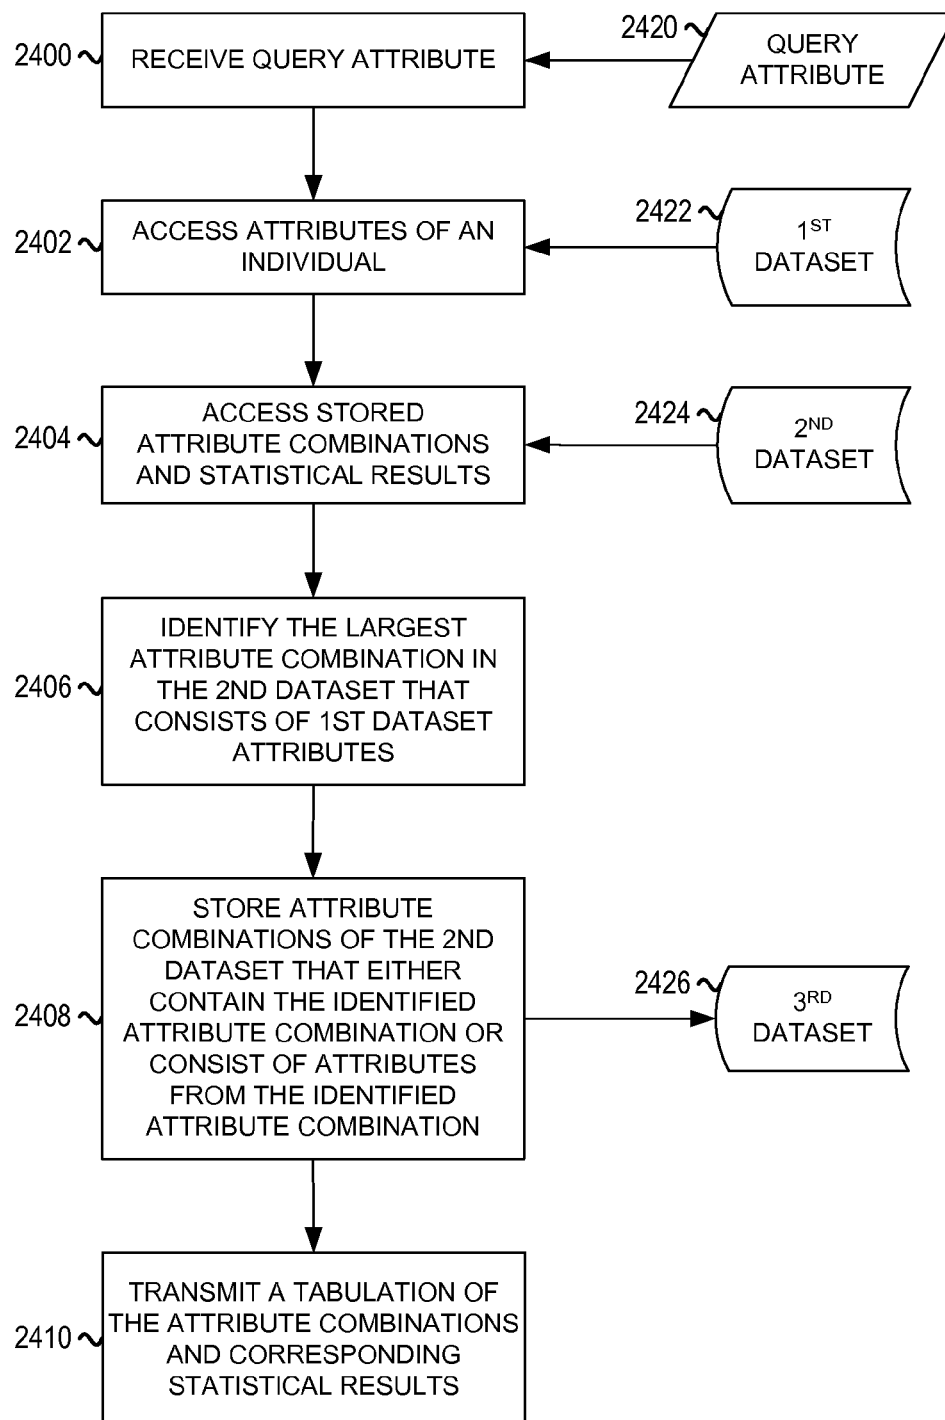 2400
RECEIVE QUERY ATTRIBUTE
2420
QUERY
ATTRIBUTE
2402
ACCESS ATTRIBUTES OF AN
INDIVIDUAL
2422
1ST
DATASET
2404
ACCESS STORED
ATTRIBUTE COMBINATIONS
AND STATISTICAL RESULTS
2424
2ND
DATASET
2406
IDENTIFY THE LARGEST
ATTRIBUTE COMBINATION IN
THE 2ND DATASET THAT
CONSISTS OF 1ST DATASET
ATTRIBUTES
2408
STORE ATTRIBUTE
COMBINATIONS OF THE 2ND
DATASET THAT EITHER
CONTAIN THE IDENTIFIED
ATTRIBUTE COMBINATION OR
CONSIST OF ATTRIBUTES
FROM THE IDENTIFIED
ATTRIBUTE COMBINATION
2426
3RD
DATASET
2410
TRANSMIT A TABULATION OF
THE ATTRIBUTE COMBINATIONS
AND CORRESPONDING
STATISTICAL RESULTS